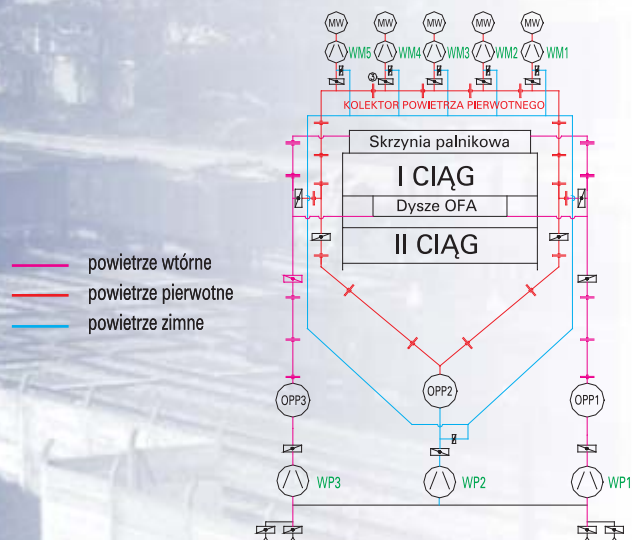 MW MW MW MW MW
WM5 WM4 WM3 WM2 WM1
③
KOLEKTOR POWIETRZA PIERWOTNEGO
Skrzynia palnikowa
I CIĄG
Dysze OFA
II CIĄG
powietrze wtórne
powietrze pierwotne
powietrze zimne
OPP3 OPP2 OPP1
WP3 WP2 WP1